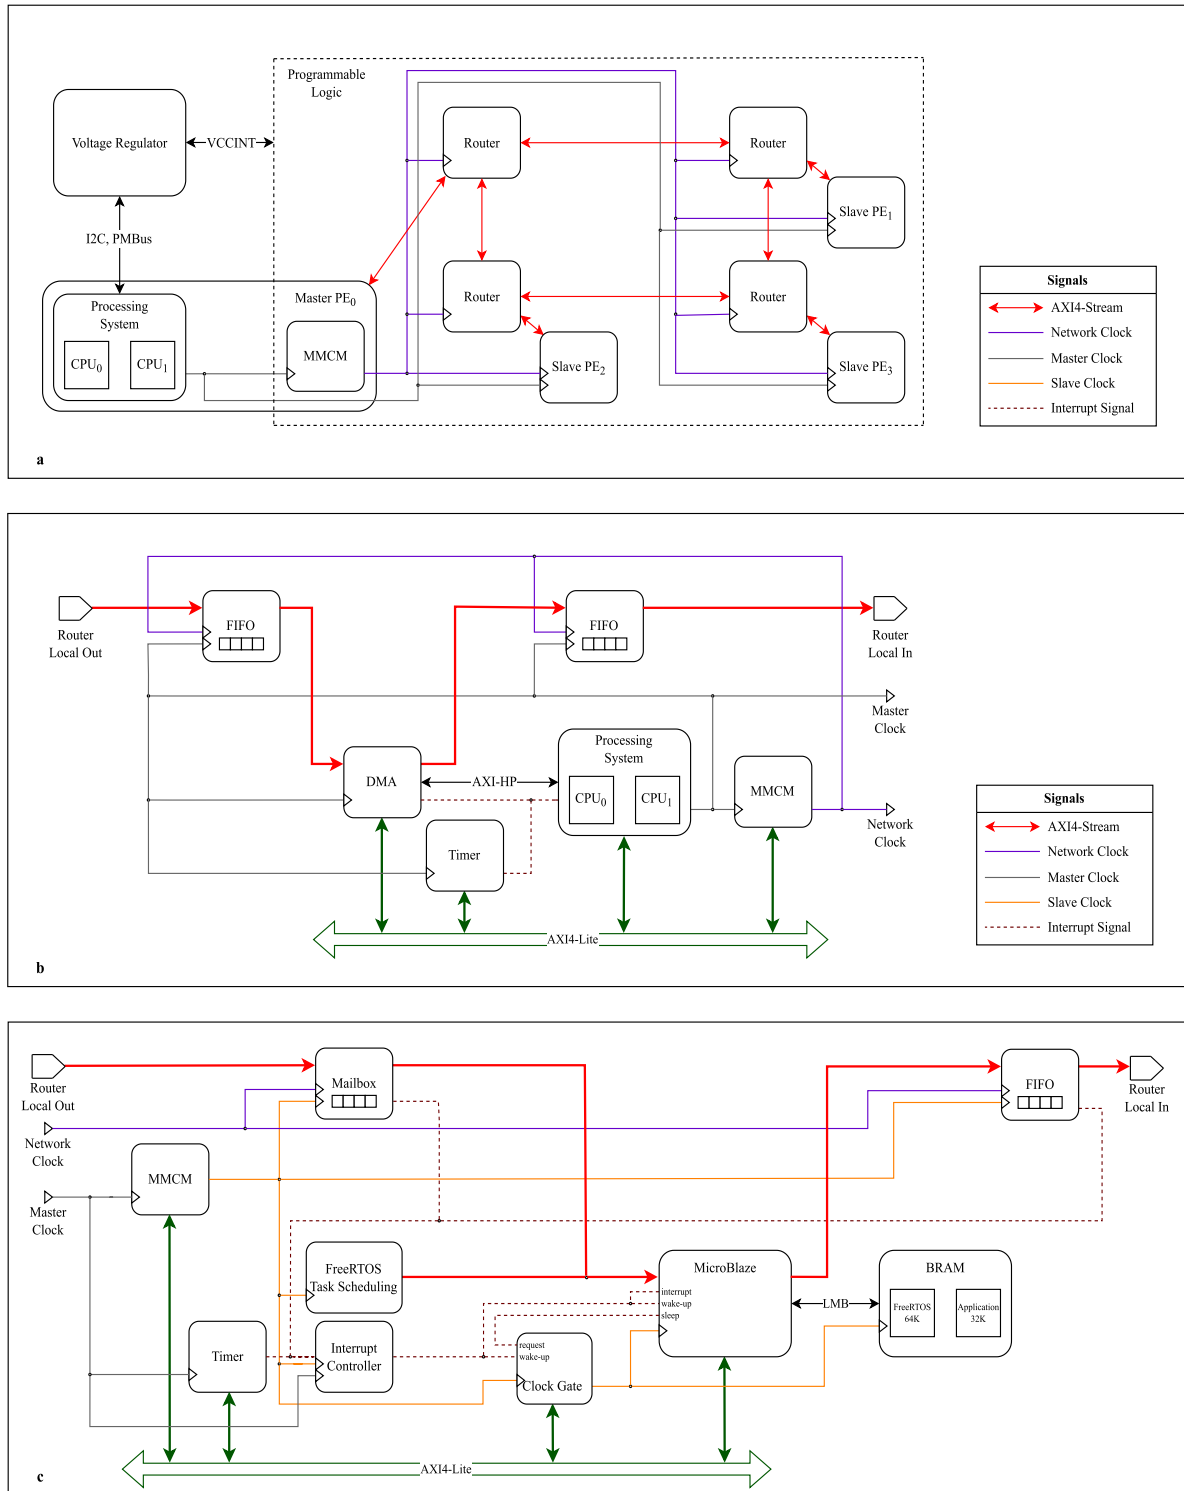 Programmable
Logic
Voltage Regulator
VCCINT
Router
Router
Slave PE1
I2C, PMBus
Master PE0
Processing
System
CPU0
CPU1
MMCM
Router
Router
Slave PE2
Slave PE3
Signals
AXI4-Stream
Network Clock
Master Clock
Slave Clock
Interrupt Signal
a
Router
Local Out
FIFO
FIFO
Router
Local In
Master
Clock
Processing
System
CPU0
CPU1
DMA
AXI-HP
MMCM
Network
Clock
Timer
AXI4-Lite
Signals
AXI4-Stream
Network Clock
Master Clock
Slave Clock
Interrupt Signal
b
Router
Local Out
Mailbox
FIFO
Router
Local In
Network
Clock
MMCM
Master
Clock
FreeRTOS
Task Scheduling
MicroBlaze
interrupt
wake-up
sleep
LMB
BRAM
FreeRTOS
64K
Application
32K
Timer
Interrupt
Controller
request
wake-up
Clock Gate
AXI4-Lite
c